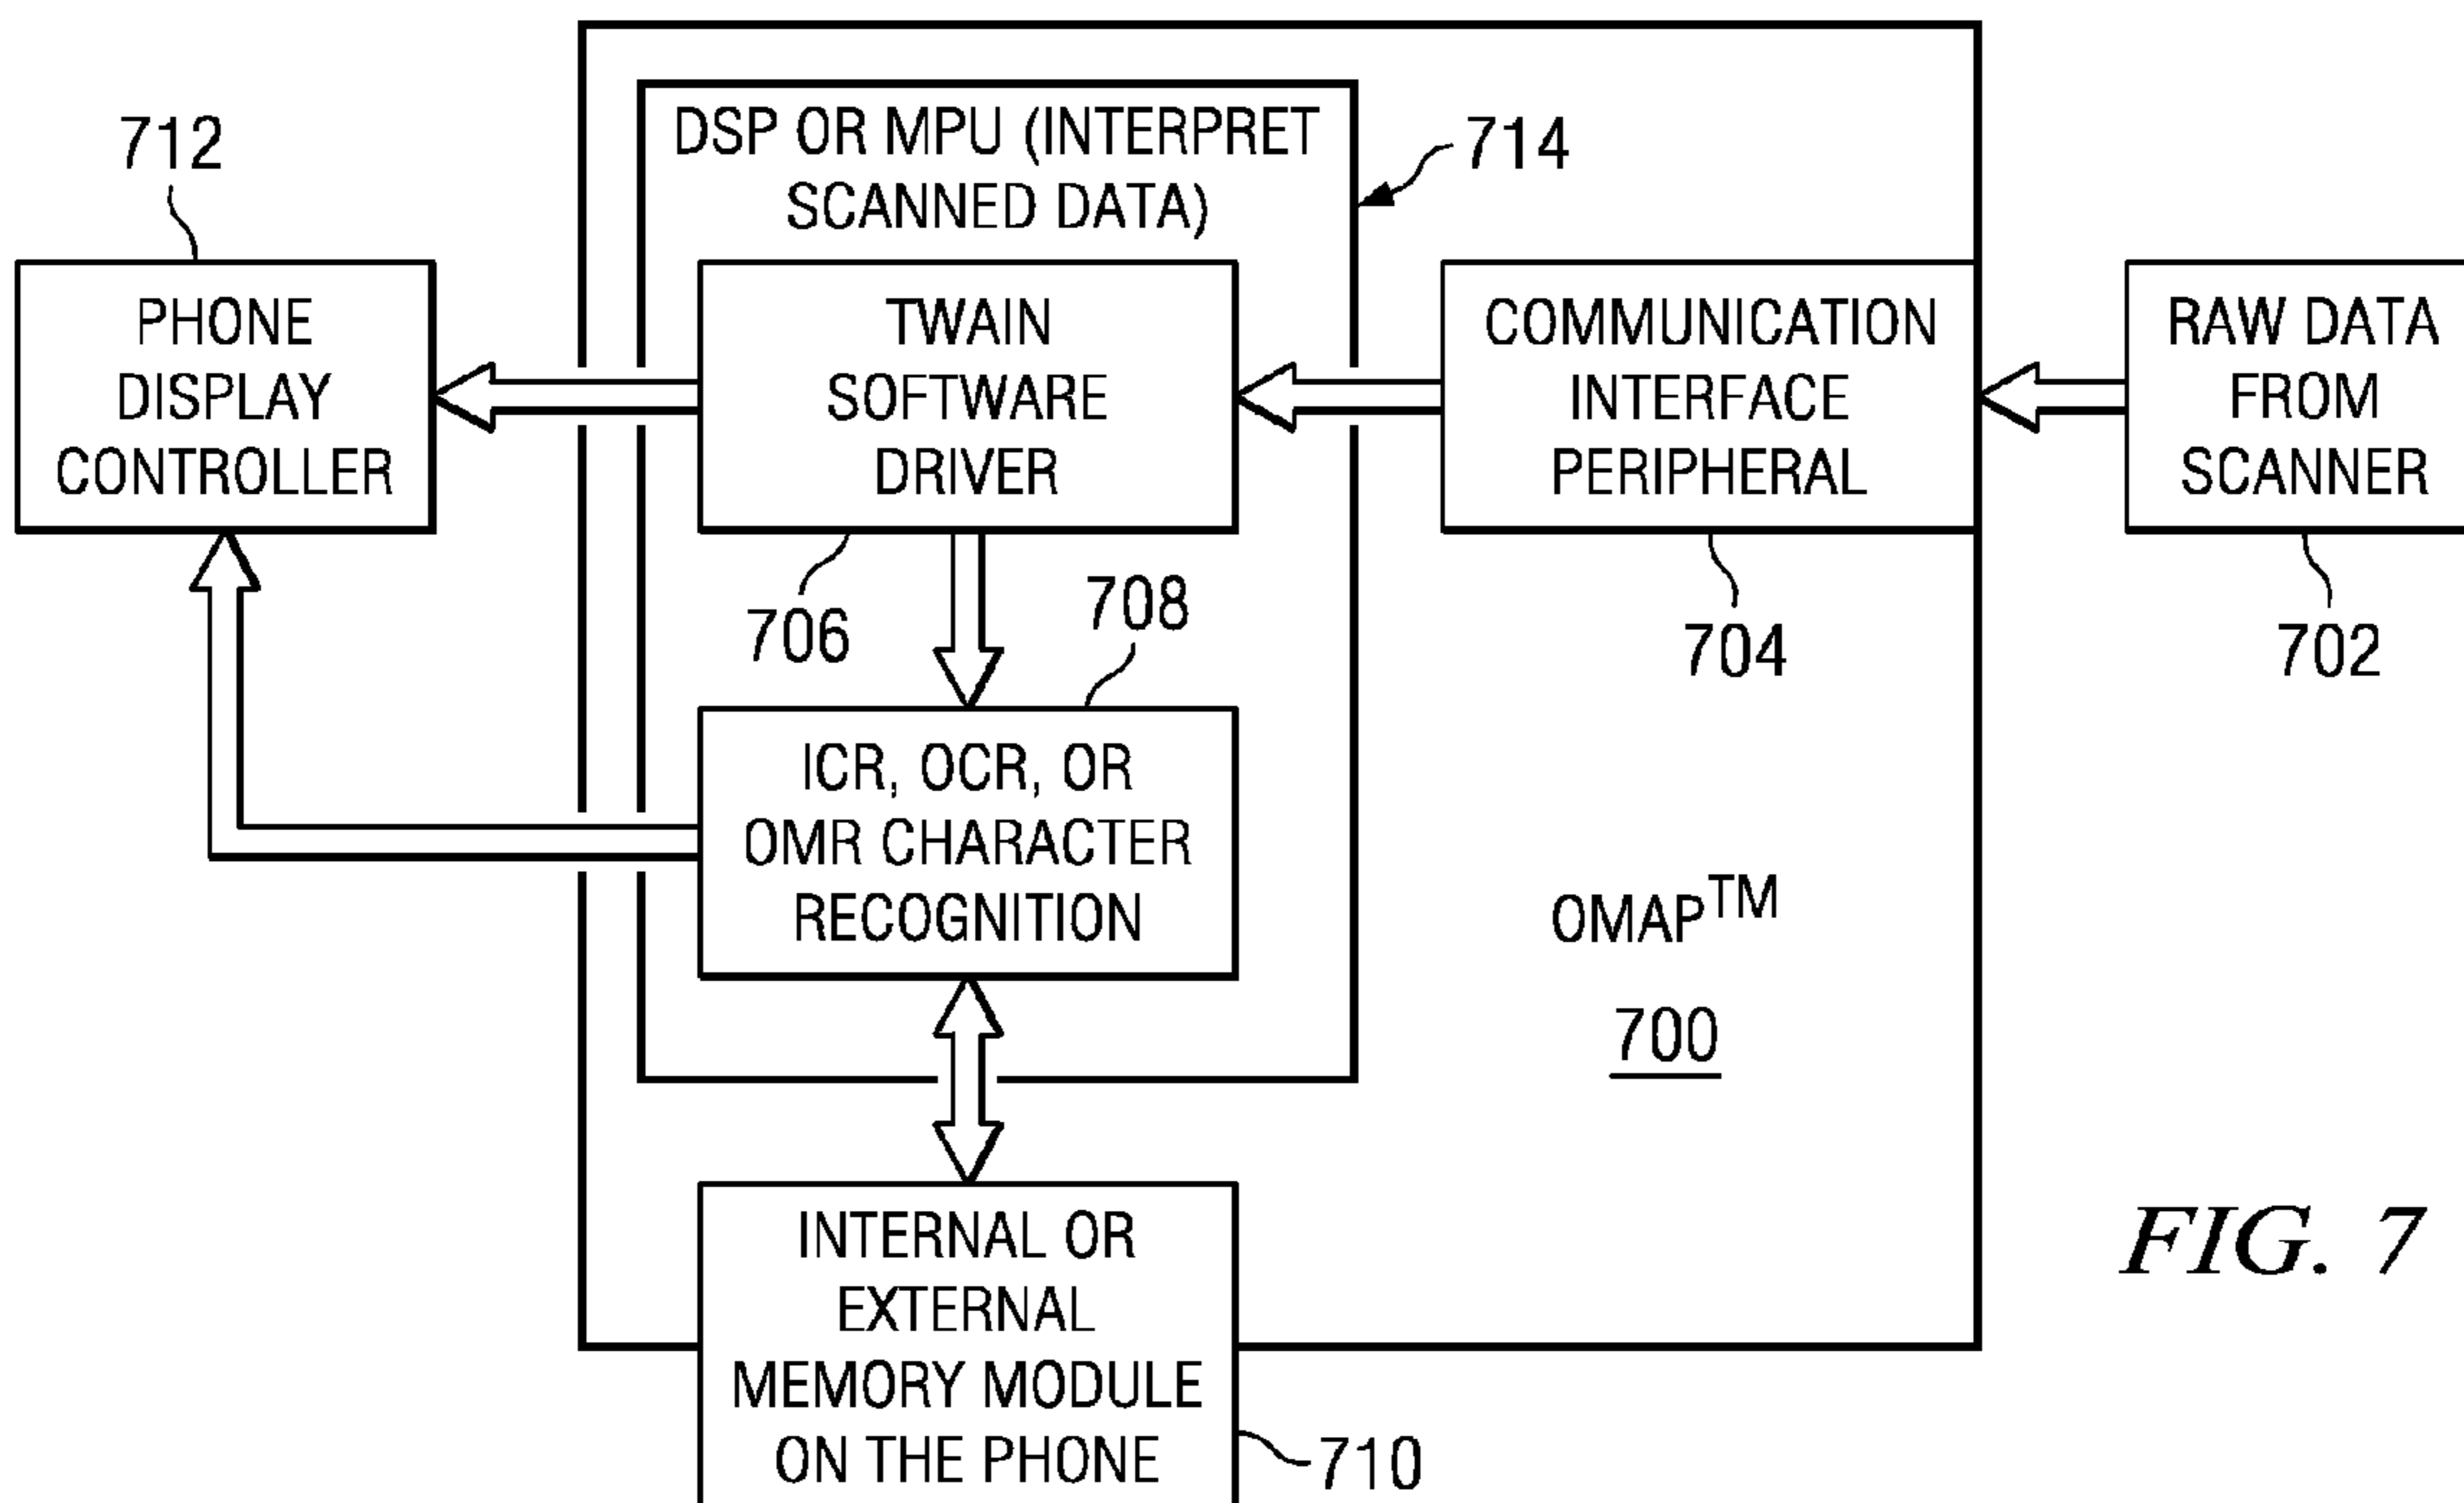 DSP OR MPU (INTERPRET
SCANNED DATA)
714
712
PHONE
DISPLAY
CONTROLLER
TWAIN
SOFTWARE
DRIVER
706
COMMUNICATION
INTERFACE
PERIPHERAL
704
RAW DATA
FROM
SCANNER
702
708
ICR, OCR, OR
OMR CHARACTER
RECOGNITION
OMAP™
700
INTERNAL OR
EXTERNAL
MEMORY MODULE
ON THE PHONE
710
FIG. 7